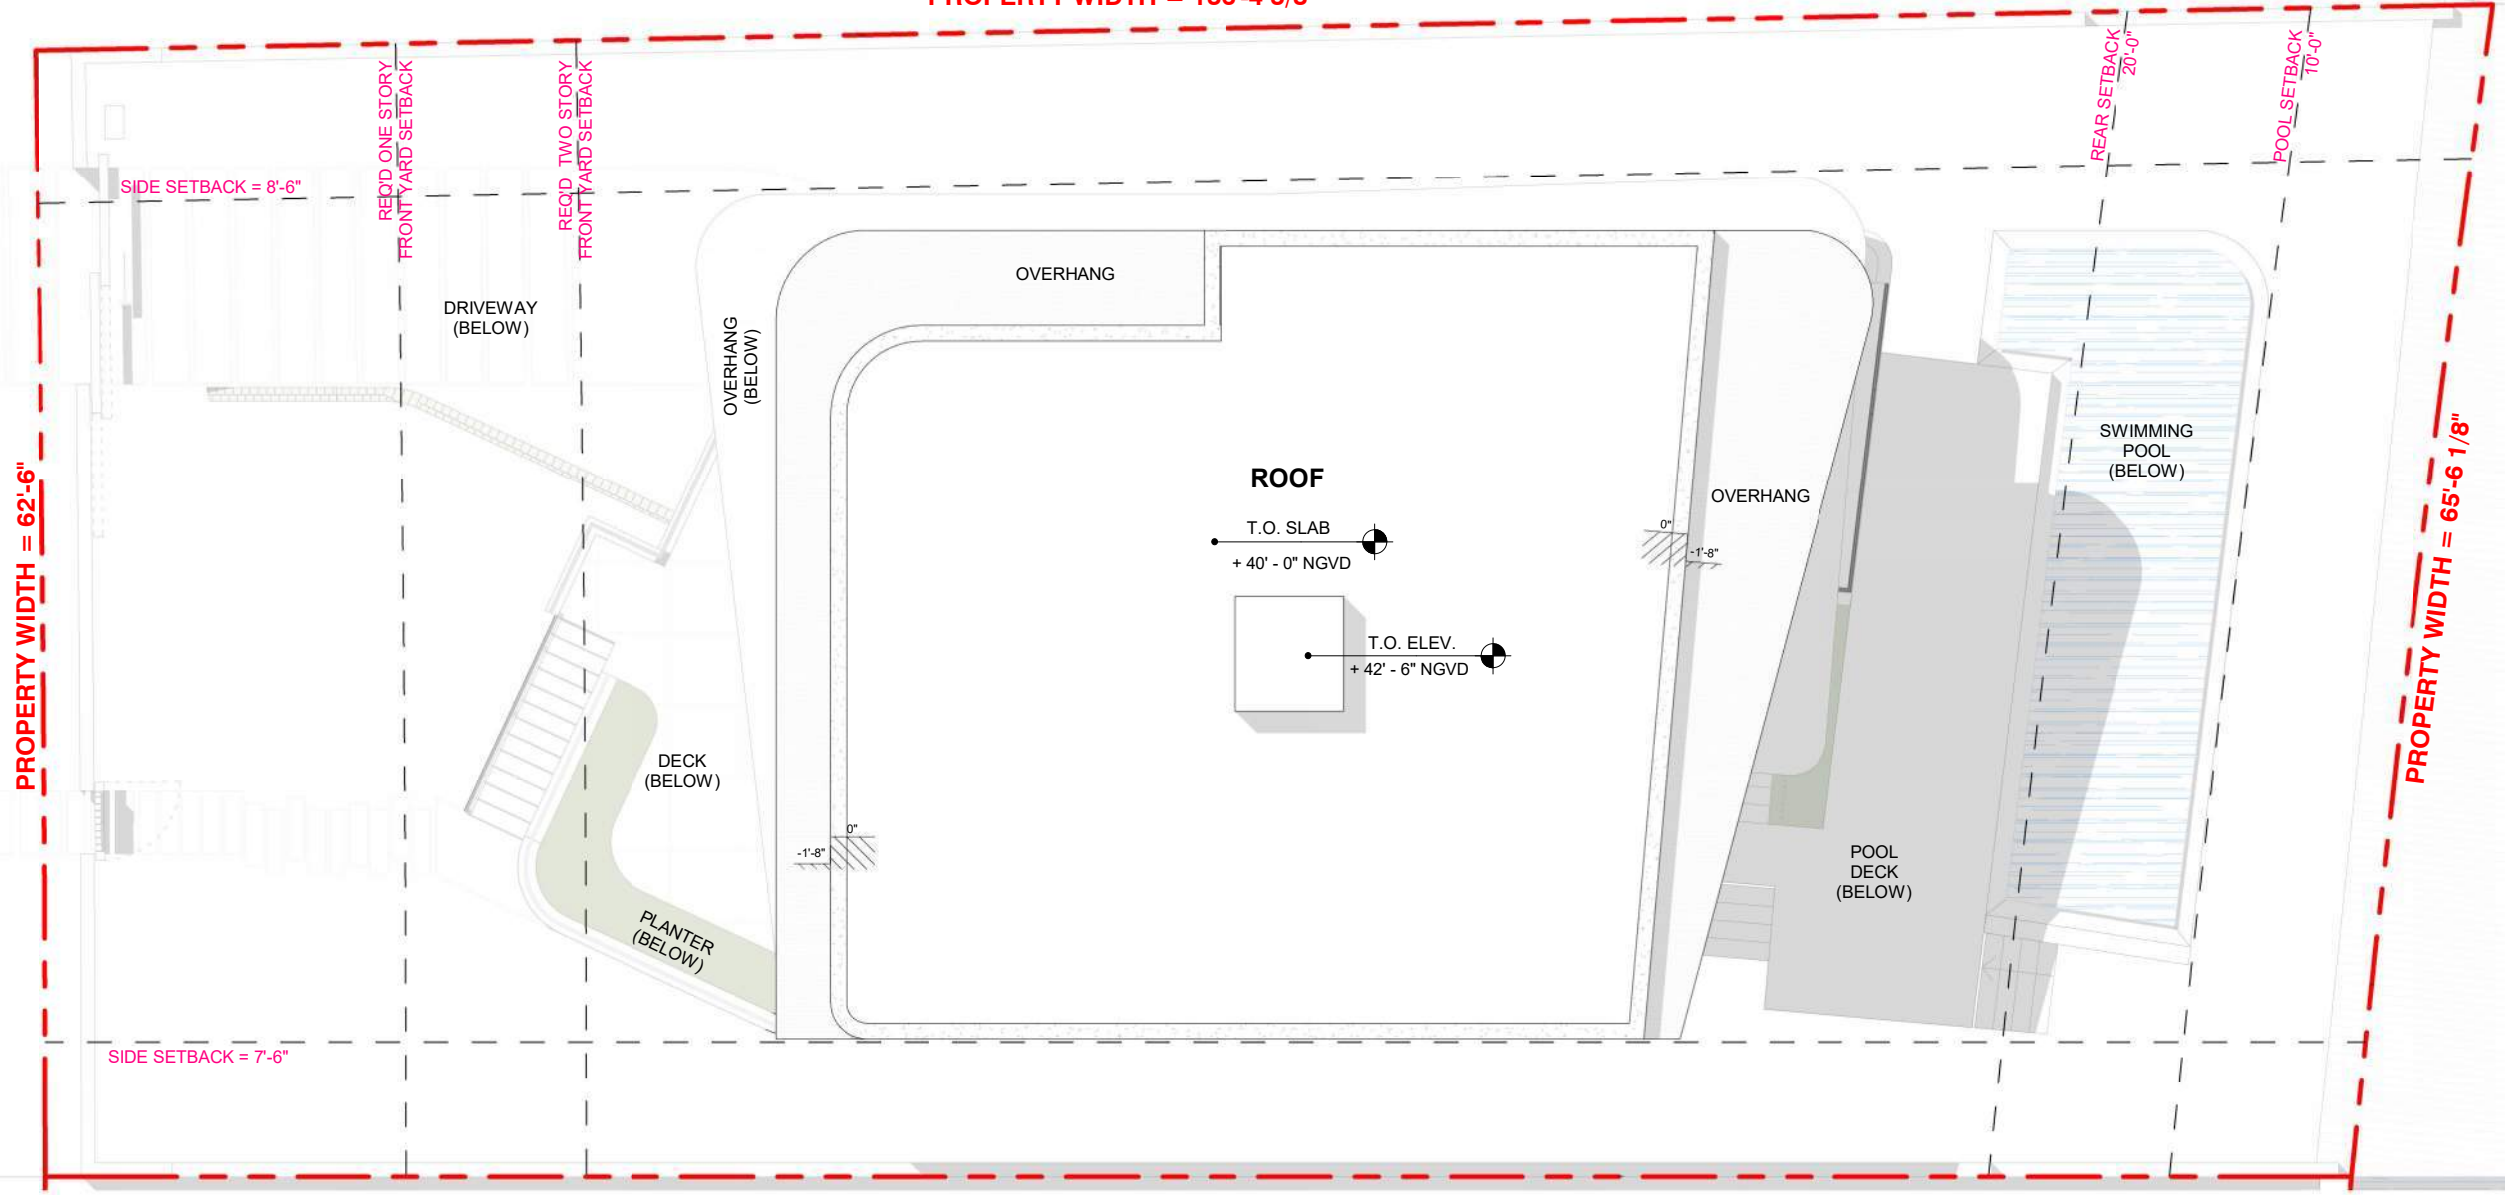 PROPERTY WIDTH =
REQ'D ONE STORY
FRONT YARD SETBACK
REQ'D TWO STORY
FRONT YARD SETBACK
REAR SETBACK
20'-0"
POOL SETBACK
10'-0"
SIDE SETBACK = 8'-6"
OVERHANG
DRIVEWAY
(BELOW)
OVERHANG
(BELOW)
SWIMMING
POOL
(BELOW)
PROPERTY WIDTH = 62'-6"
PROPERTY WIDTH = 65'-6 1/8"
ROOF
OVERHANG
T.O. SLAB
+ 40' - 0" NGVD
0"
-1'-8"
T.O. ELEV.
+ 42' - 6" NGVD
DECK
(BELOW)
0"
-1'-8"
POOL
DECK
(BELOW)
PLANTER
(BELOW)
SIDE SETBACK = 7'-6"